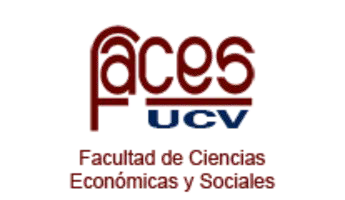 faces
UCV
Facultad de Ciencias
Económicas y Sociales